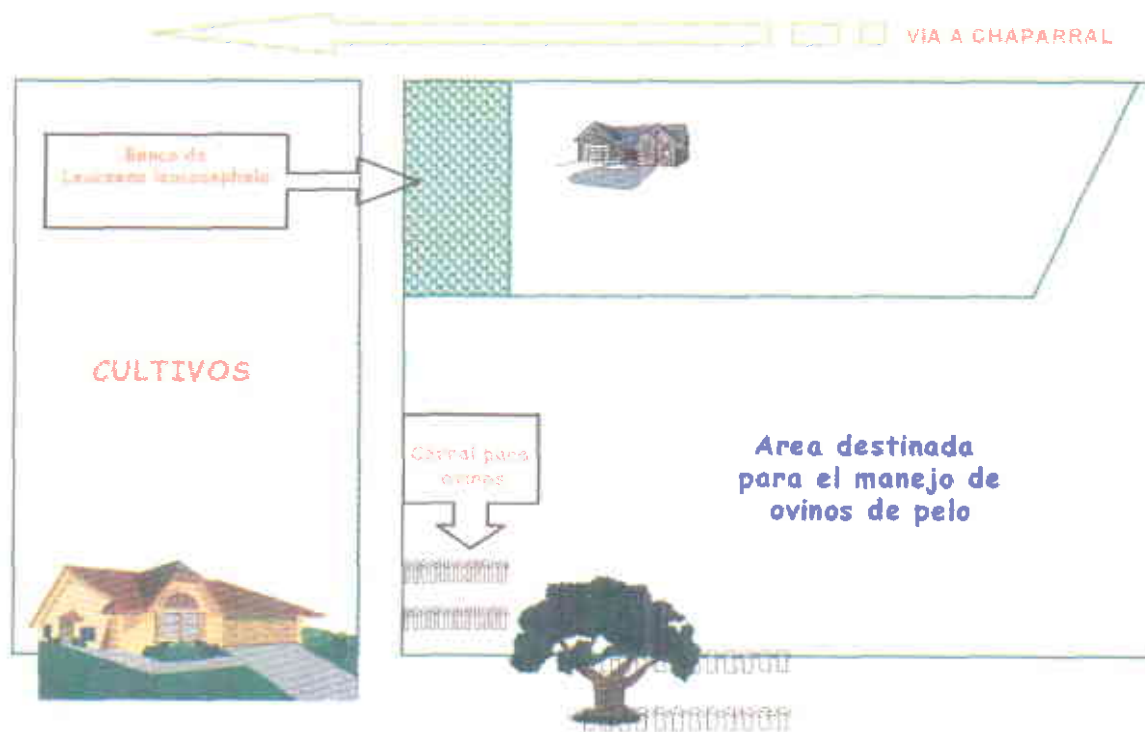 VIA A CHAPARRAL
Banco de
Leucaena leucocephala
CULTIVOS
Corral para
ovinos
Area destinada
para el manejo de
ovinos de pelo